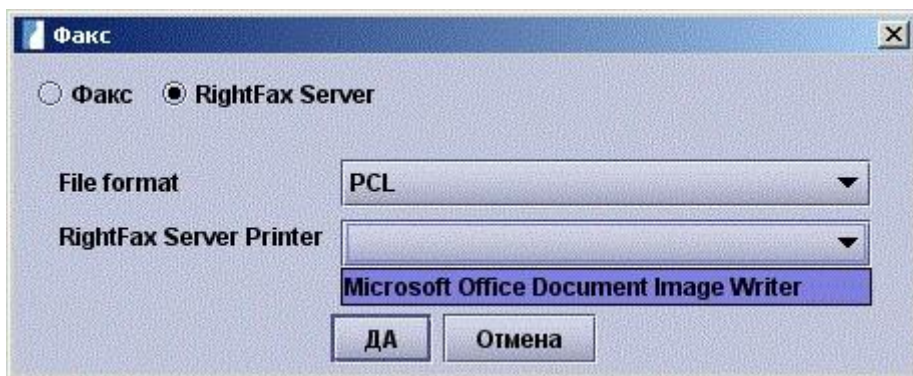 Факс
Факс RightFax Server
File format PCL
RightFax Server Printer
Microsoft Office Document Image Writer
ДА Отмена